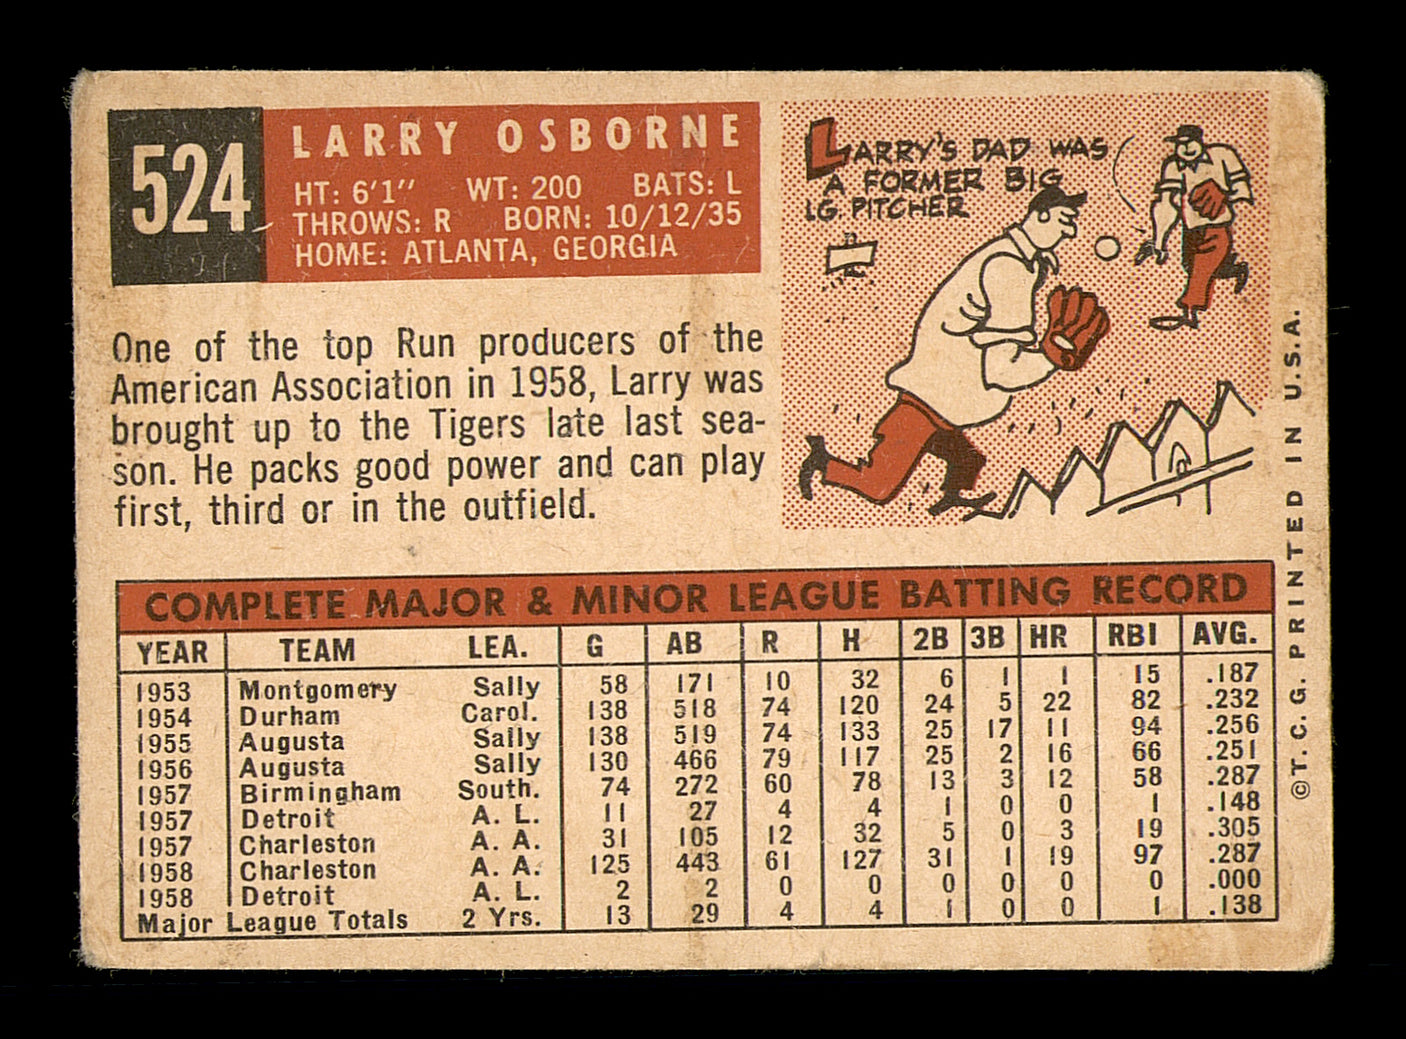 524
LARRY OSBORNE
HT: 6'1" WT: 200 BATS: L
THROWS: R BORN: 10/12/35
HOME: ATLANTA, GEORGIA
LARRY'S DAD WAS
A FORMER BIG
LG. PITCHER
One of the top Run producers of the
American Association in 1958, Larry was
brought up to the Tigers late last sea-
son. He packs good power and can play
first, third or in the outfield.
COMPLETE MAJOR & MINOR LEAGUE BATTING RECORD
YEAR TEAM LEA. G AB R H 2B 3B HR RBI AVG.
1953 Montgomery Sally 58 171 10 32 6 1 1 15 .187
1954 Durham Carol. 138 518 74 120 24 5 22 82 .232
1955 Augusta Sally 138 519 74 133 25 17 11 94 .256
1956 Augusta Sally 130 466 79 117 25 2 16 66 .251
1957 Birmingham South. 74 272 60 78 13 3 12 58 .287
1957 Detroit A. L. 11 27 4 4 1 0 0 1 .148
1957 Charleston A. A. 31 105 12 32 5 0 3 19 .305
1958 Charleston A. A. 125 443 61 127 31 1 19 97 .287
1958 Detroit A. L. 2 2 0 0 0 0 0 0 .000
Major League Totals 2 Yrs. 13 29 4 4 1 0 0 1 .138
©T.C.G. PRINTED IN U.S.A.